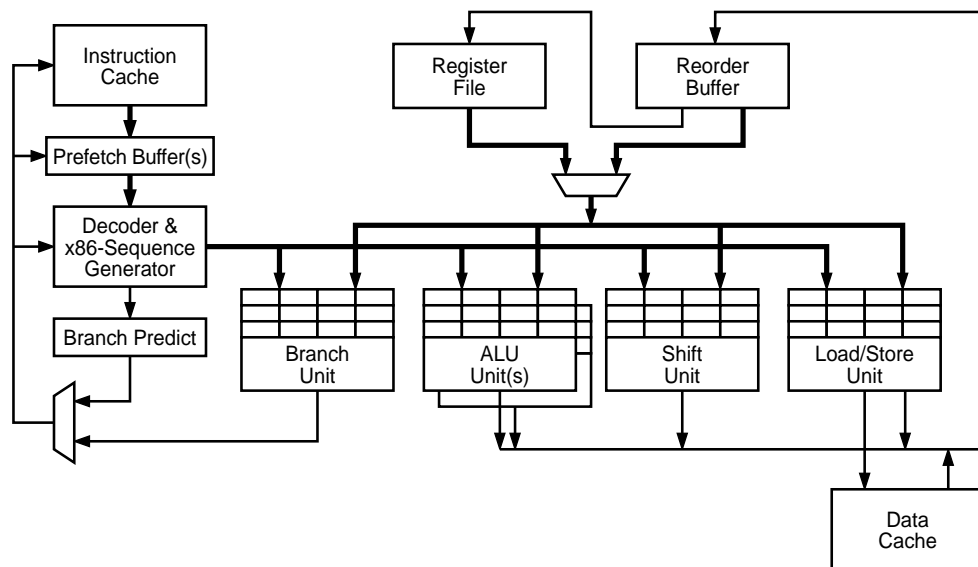 Instruction
Cache
Prefetch Buffer(s)
Decoder &
x86-Sequence
Generator
Branch Predict
Register
File
Reorder
Buffer
Branch
Unit
ALU
Unit(s)
Shift
Unit
Load/Store
Unit
Data
Cache